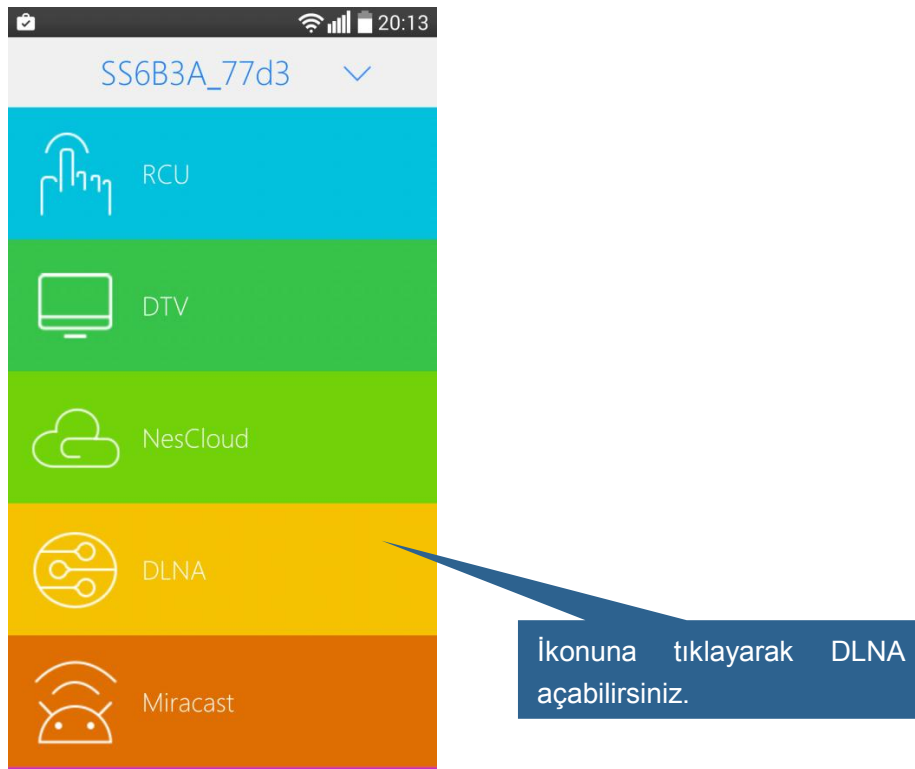 20:13
SS6B3A_77d3
RCU
DTV
NesCloud
DLNA
Miracast
İkonuna tıklayarak DLNA
açabilirsiniz.